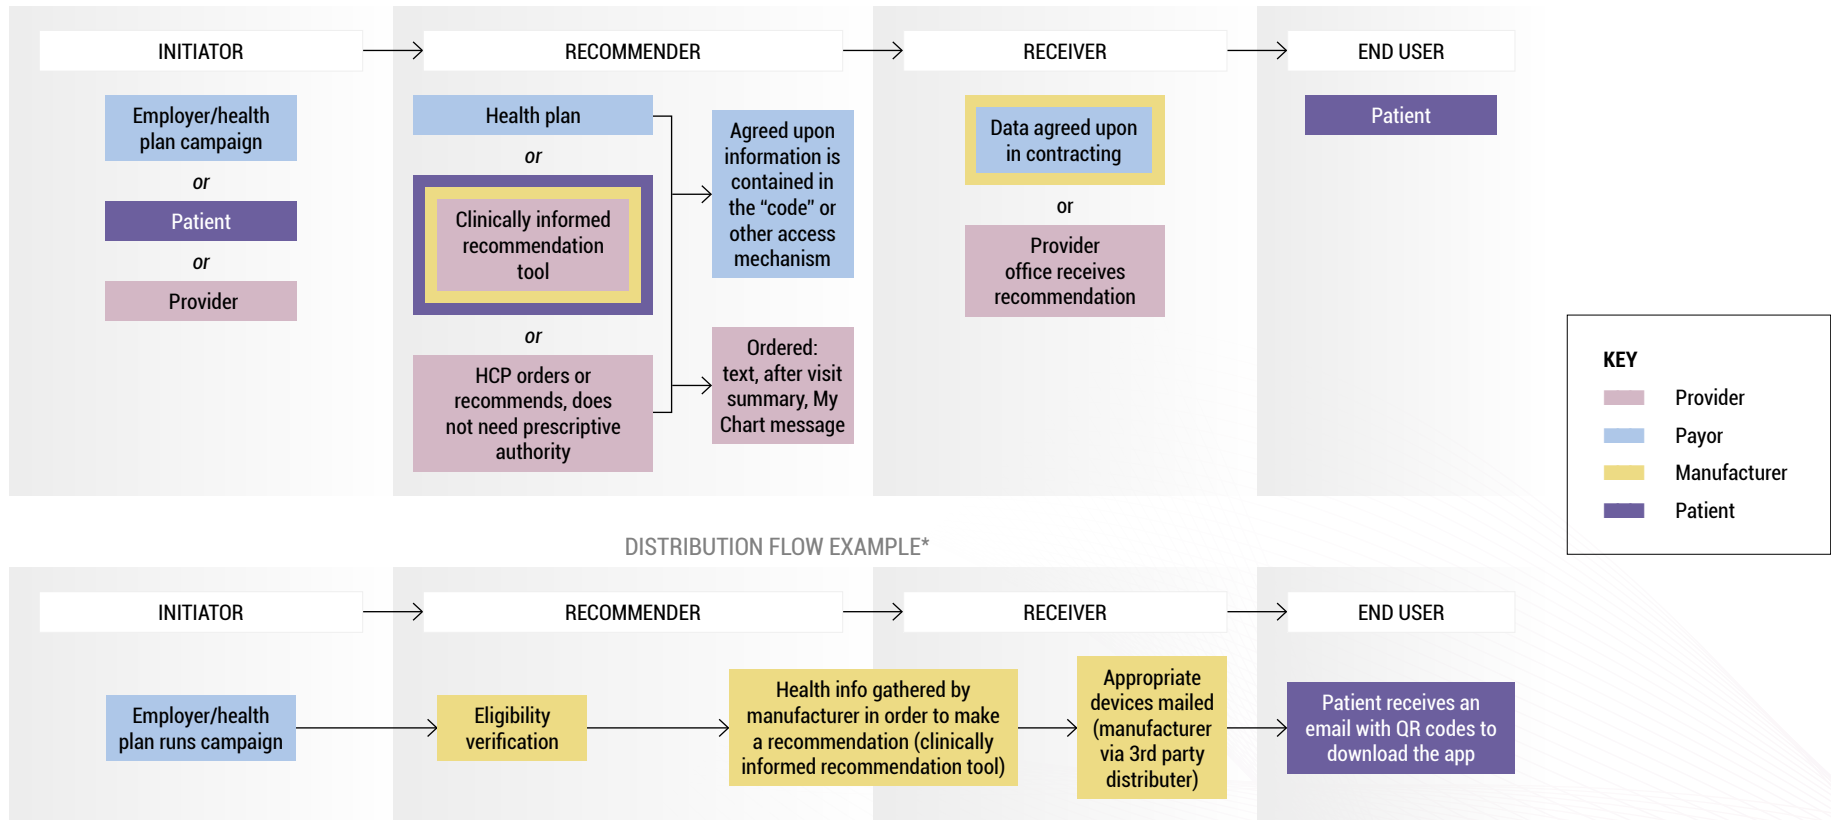 INITIATOR
RECOMMENDER
RECEIVER
END USER
Employer/health
plan campaign
or
Patient
or
Provider
Health plan
or
Clinically informed
recommendation
tool
or
HCP orders or
recommends, does
not need prescriptive
authority
Agreed upon
information is
contained in
the “code” or
other access
mechanism
Ordered:
text, after visit
summary, My
Chart message
Data agreed upon
in contracting
or
Provider
office receives
recommendation
Patient
KEY
Provider
Payor
Manufacturer
Patient
DISTRIBUTION FLOW EXAMPLE*
INITIATOR
RECOMMENDER
RECEIVER
END USER
Employer/health
plan runs campaign
Eligibility
verification
Health info gathered by
manufacturer in order to make
a recommendation (clinically
informed recommendation tool)
Appropriate
devices mailed
(manufacturer
via 3rd party
distributer)
Patient receives an
email with QR codes to
download the app